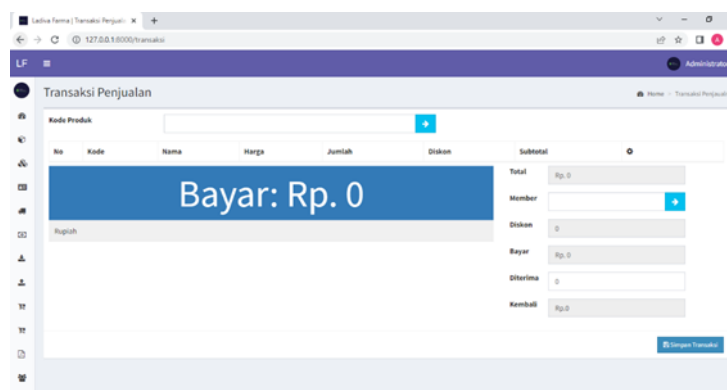 Ladiva Farma | Transaksi Penjuali
127.0.0.1:8000/transaksi
LF
Administrato
Transaksi Penjualan
Home
Transaksi Penjauali
Kode Produk
No Kode Nama Harga Jumlah Diskon Subtotal
Bayar: Rp. 0
Rupiah
Total Rp. 0
Member
Diskon 0
Bayar Rp. 0
Diterima 0
Kembali Rp.0
Simpan Transaksi